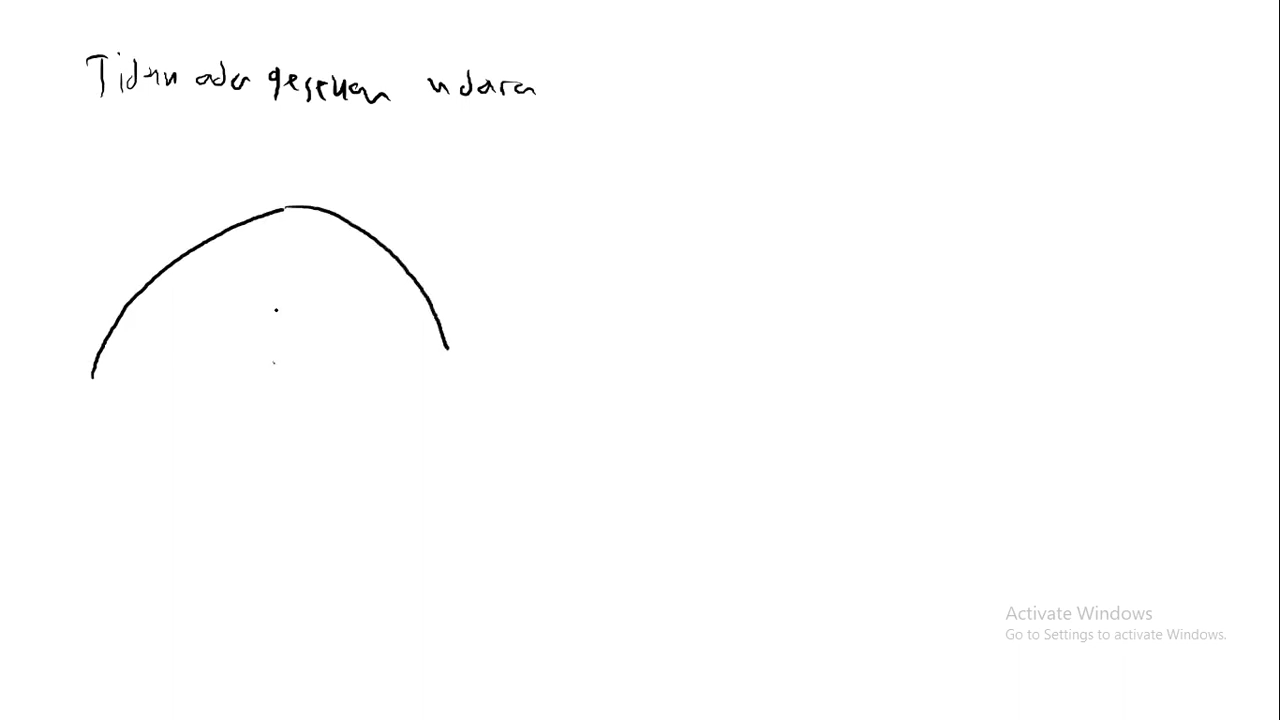 Tidak ada gesekan udara
Activate Windows
Go to Settings to activate Windows.